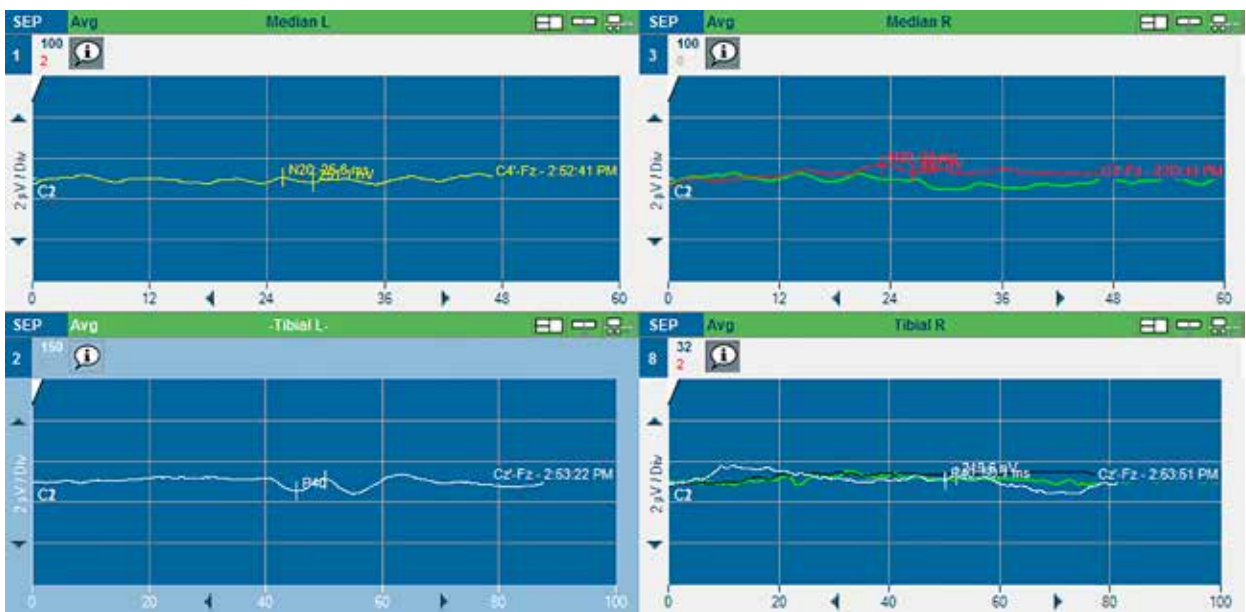 SEP Avg Median L
1 100
2
2 µV / Div
C2
N20 25.6 ms
C4'-Fz - 2:52:41 PM
0 12 24 36 48 60
SEP Avg Median R
3 100
2 µV / Div
C2
0 12 24 36 48 60
SEP Avg -Tibial L-
2 150
2 µV / Div
C2
P40
Cz'-Fz - 2:53:22 PM
0 20 40 60 80 100
SEP Avg Tibial R
8 32
2
2 µV / Div
C2
Cz'-Fz - 2:53:51 PM
0 20 40 60 80 100